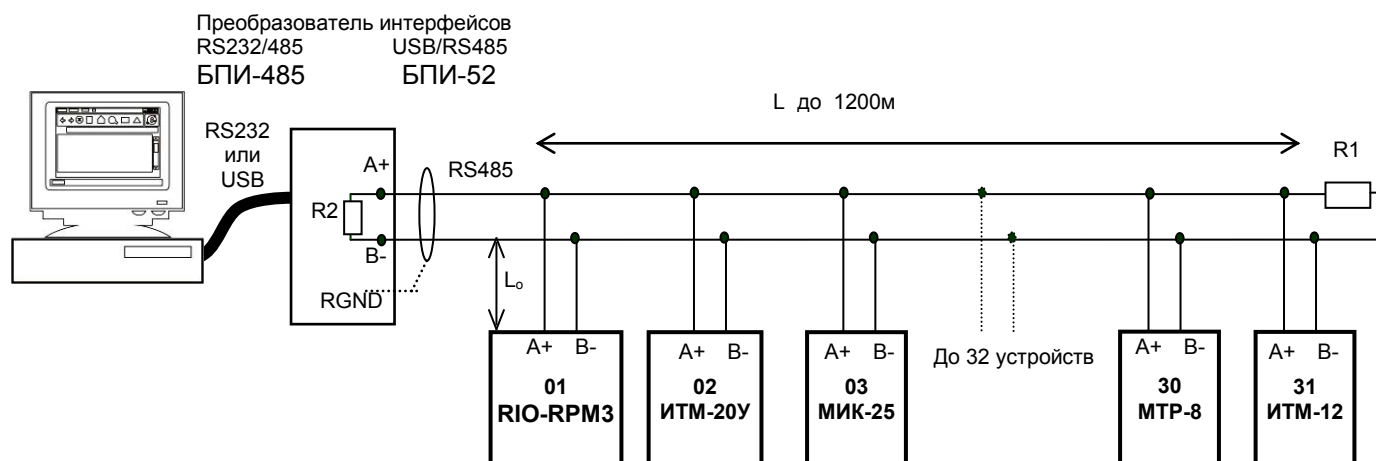 Преобразователь интерфейсов
RS232/485 USB/RS485
БПИ-485 БПИ-52
L до 1200м
RS232
или
USB
A+
RS485
R1
R2
B-
RGND
Lо
A+ B-
01
RIO-RPM3
A+ B-
02
ИТМ-20У
A+ B-
03
МИК-25
До 32 устройств
A+ B-
30
МТР-8
A+ B-
31
ИТМ-12